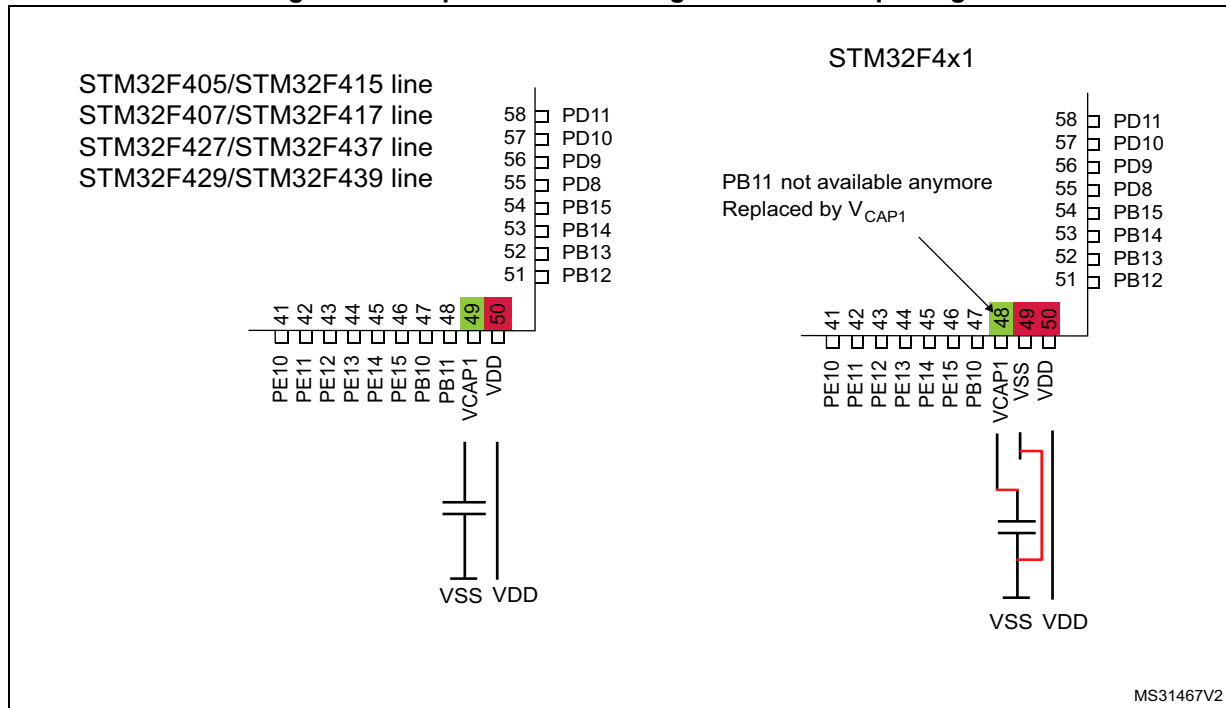 STM32F405/STM32F415 line
STM32F407/STM32F417 line
STM32F427/STM32F437 line
STM32F429/STM32F439 line
58 PD11
57 PD10
56 PD9
55 PD8
54 PB15
53 PB14
52 PB13
51 PB12
41 42 43 44 45 46 47 48 49 50
PE10 PE11 PE12 PE13 PE14 PE15 PB10 PB11 VCAP1 VDD
VSS VDD
STM32F4x1
PB11 not available anymore
Replaced by VCAP1
58 PD11
57 PD10
56 PD9
55 PD8
54 PB15
53 PB14
52 PB13
51 PB12
41 42 43 44 45 46 47 48 49 50
PE10 PE11 PE12 PE13 PE14 PE15 PB10 VCAP1 VSS VDD
VSS VDD
MS31467V2